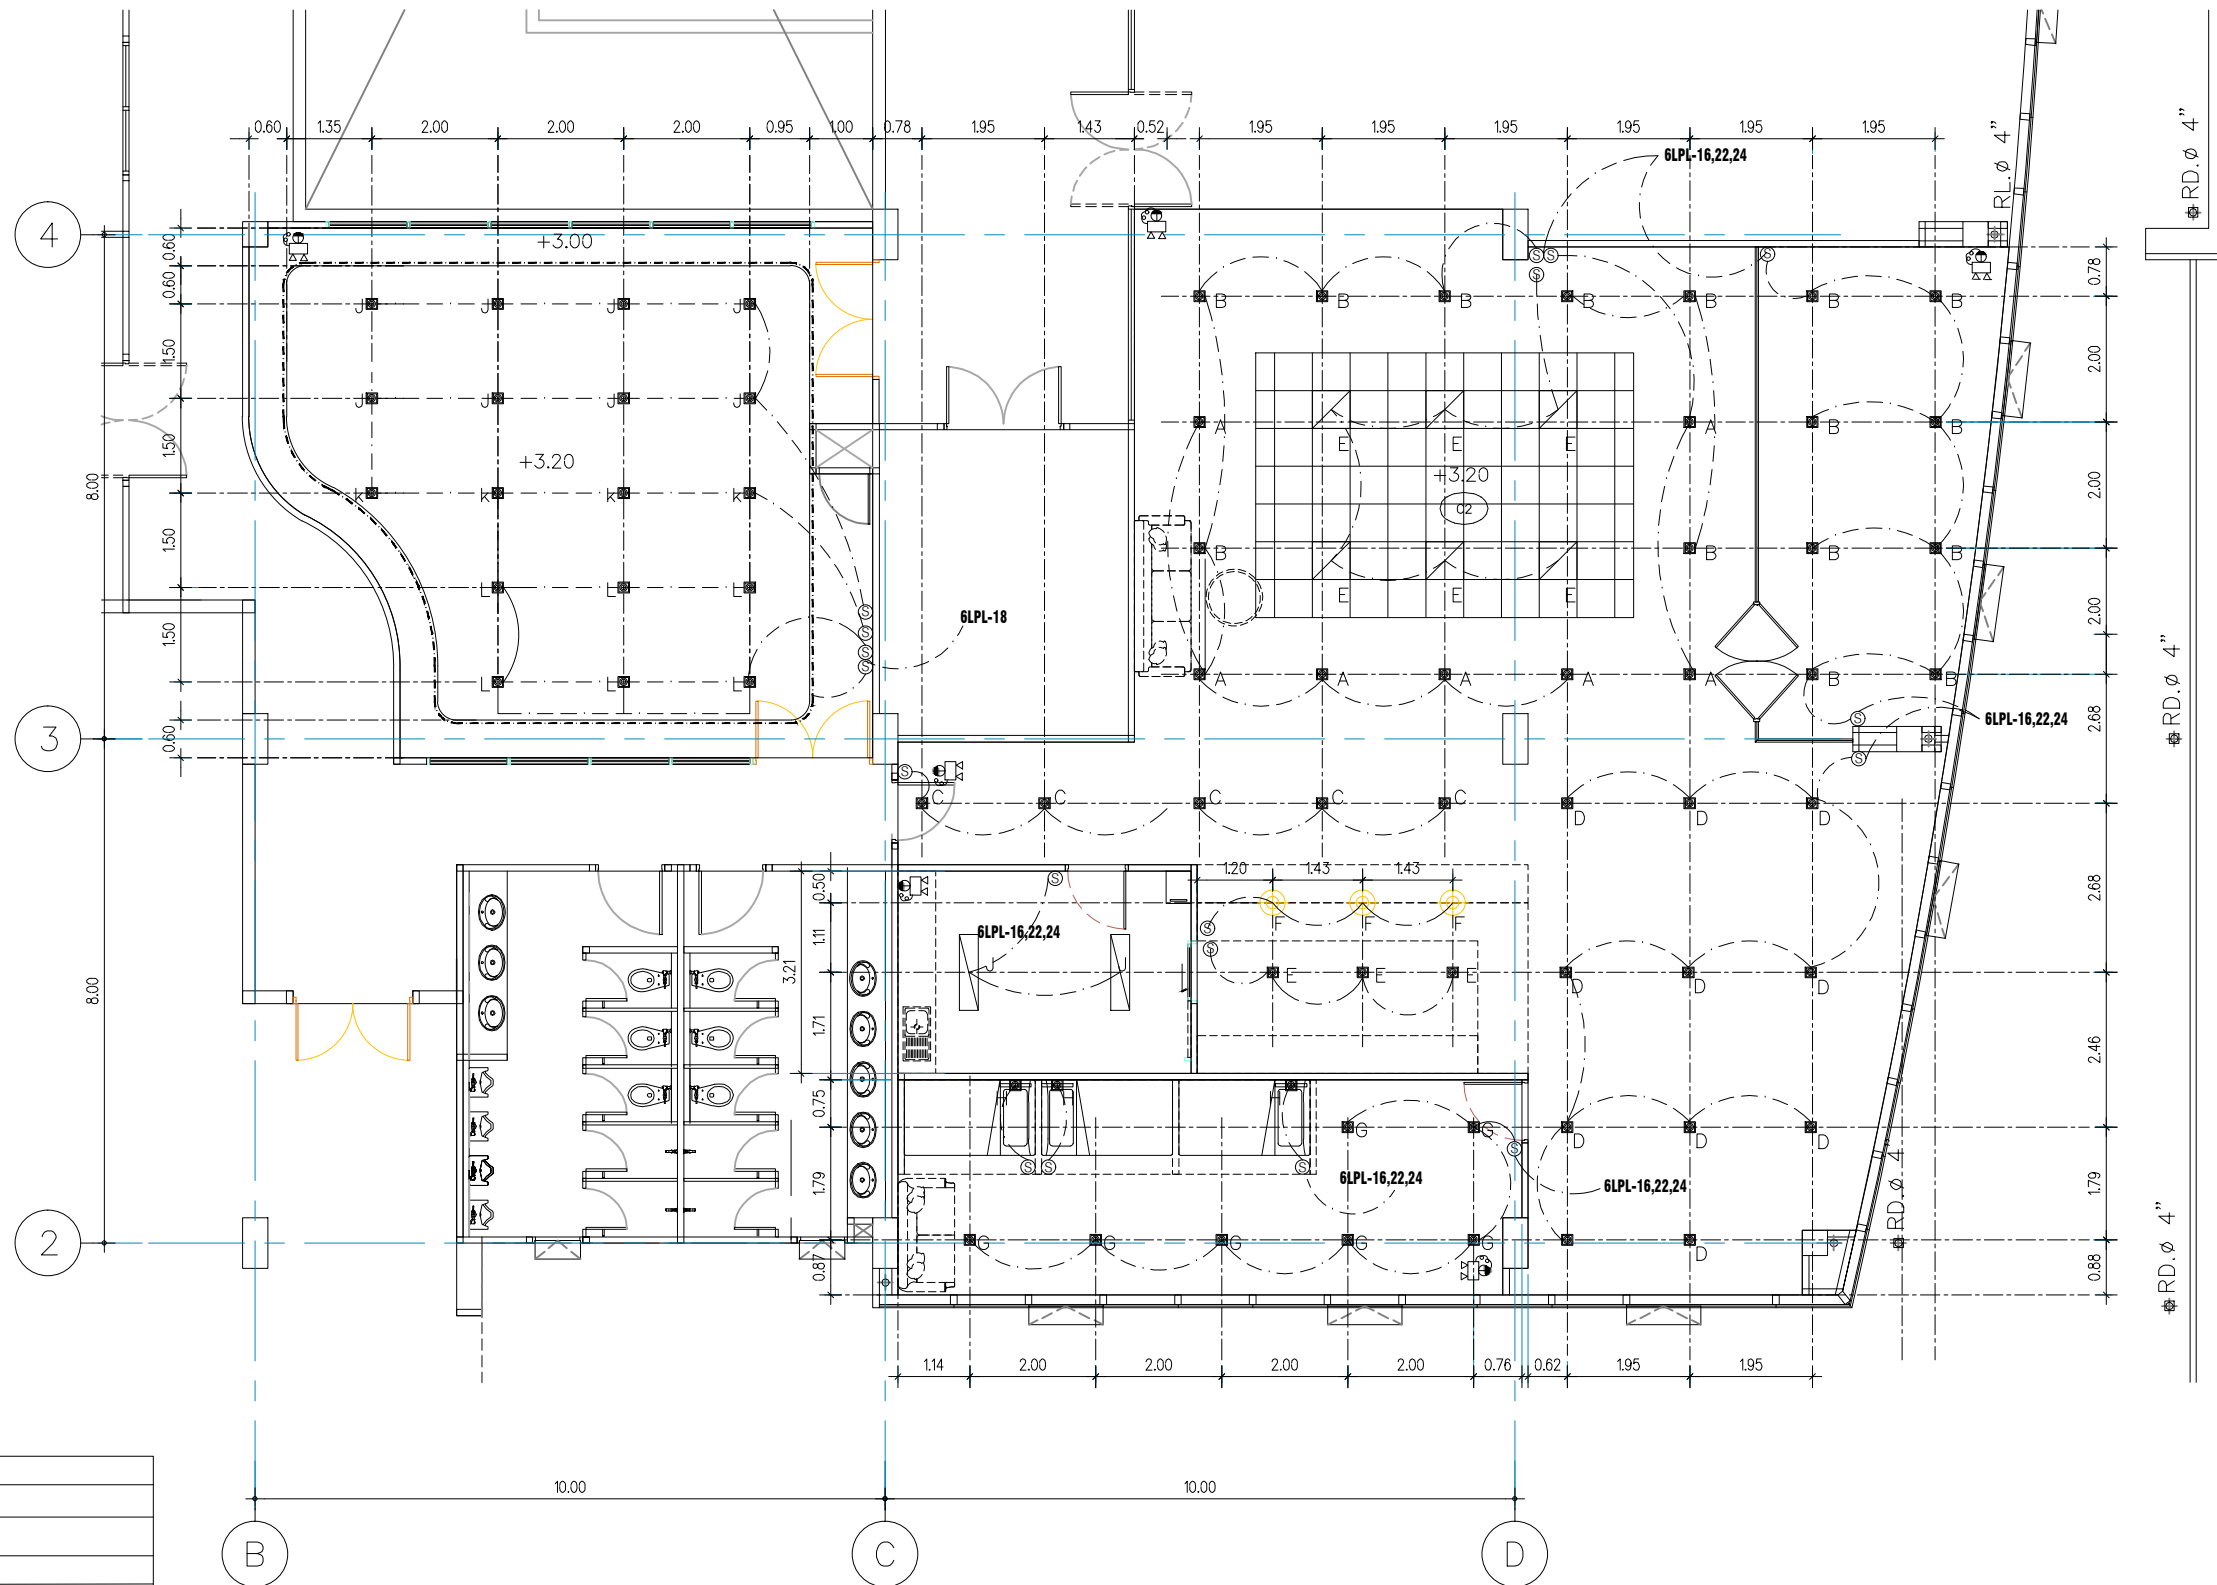 0.60 1.35 2.00 2.00 2.00 0.95 1.00 0.78 1.95 1.43 0.52 1.95 1.95 1.95 1.95 1.95 1.95
6LPL-16,22,24
RL.Ø 4”
RD.Ø 4”
4
0.60
+3.00
0.78
S S S
S
0.60
J J J J
B B B B B B B
1.50
2.00
J J J J
A A B B
E E E
1.50
+3.20
+3.20
C2
8.00
2.00
K K K K
B B B B
1.50
E E E
2.00
L L L
S
6LPL-18
1.50
S
S
S
RD.Ø 4”
L L L
A A A A A B B
2.68
S
6LPL-16,22,24
3
0.60
S
S
C C C C C
D D D
0.50
S
1.20 1.43 1.43
2.68
F F F
S
6LPL-16,22,24
1.11
S
3.21
J J
E E E
D D D
8.00
1.71
2.46
0.75
G G
D D D
S
S S S
6LPL-16,22,24
6LPL-16,22,24
1.79
1.79
RD.Ø 4
RD.Ø 4”
2
G G G G G
D
0.87
0.88
1.14 2.00 2.00 2.00 2.00 0.76 0.62 1.95 1.95
10.00 10.00
B C D